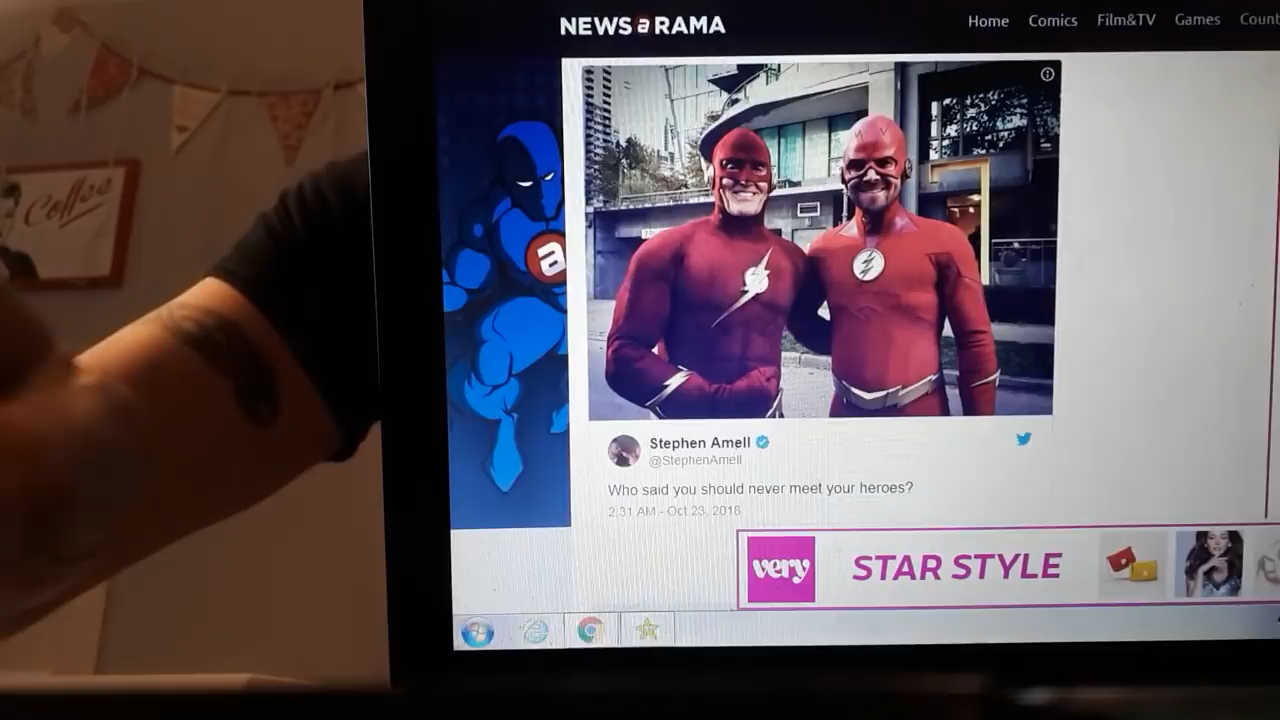 NEWSaRAMA
Home Comics Film&TV Games Count
Coffee
a
Stephen Amell
@StephenAmell
Who said you should never meet your heroes?
2:31 AM - Oct 23, 2018
very STAR STYLE